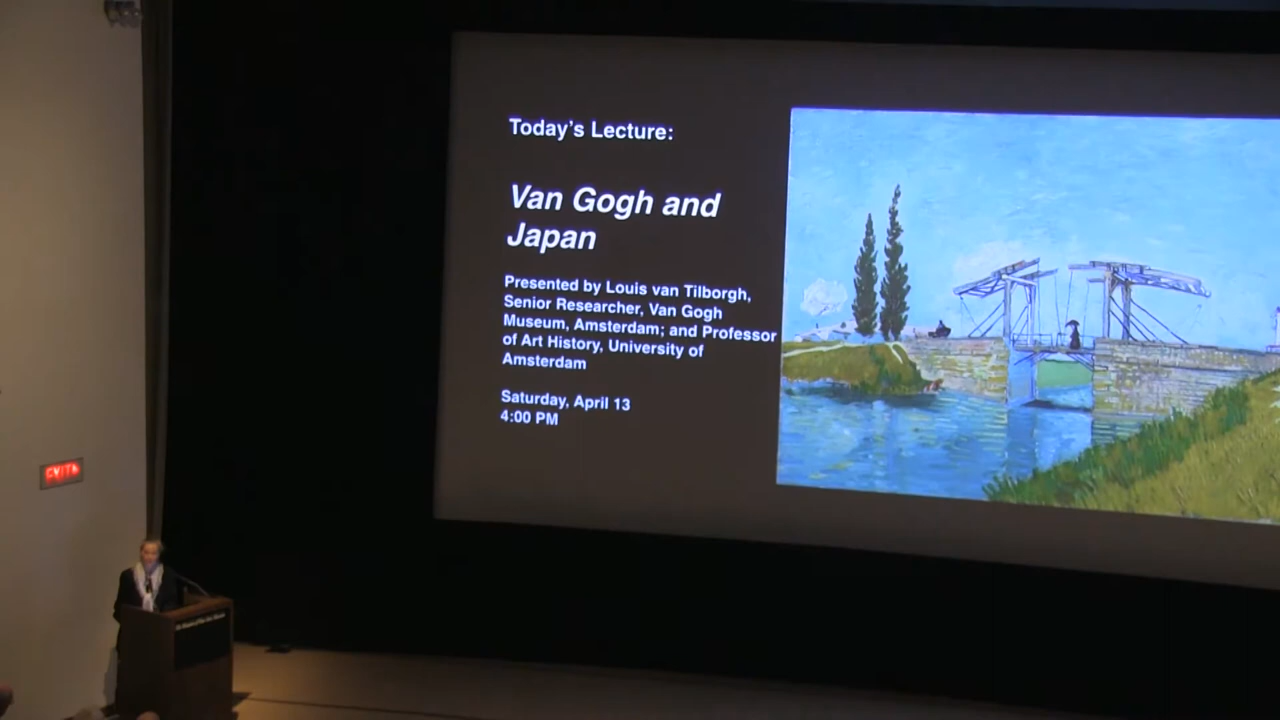 Today's Lecture:
Van Gogh and
Japan
Presented by Louis van Tilborgh,
Senior Researcher, Van Gogh
Museum, Amsterdam; and Professor
of Art History, University of
Amsterdam
Saturday, April 13
4:00 PM